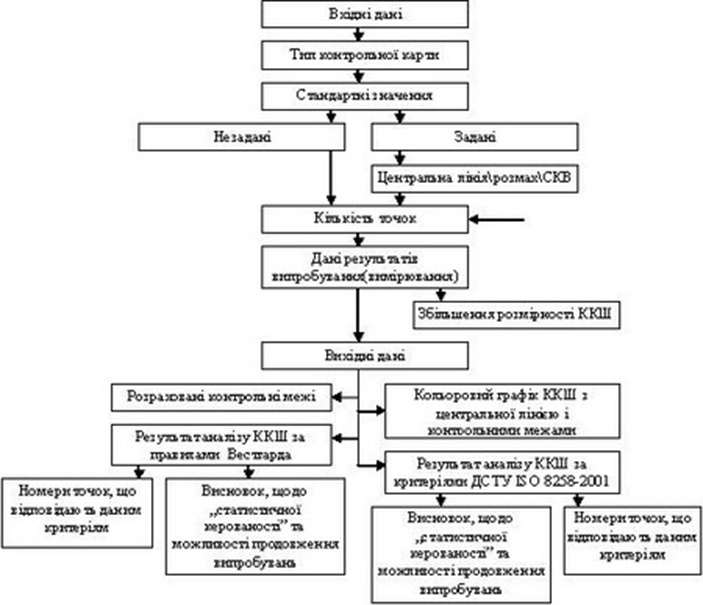 Вхідні дані
Тип контрольної карти
Стандартні значення
Незадані
Задані
Центральна лінія\розмах\СКВ
Кількість точок
Дані результатів
випробування(вимірювання)
Збільшення розмірності ККШ
Вихідні дані
Розраховані контрольні межі
Кольоровий графік ККШ з
центральної лінією і
контрольними межами
Результат аналізу ККШ за
правилами Вестгарда
Результат аналізу ККШ за
критеріями ДСТУ ISO 8258-2001
Номери точок, що
відповідають даним
критеріям
Висновок, щодо
„статистичної
керованості” та
можливості продовження
випробувань
Висновок, щодо
„статистичної
керованості” та
можливості продовження
випробувань
Номери точок, що
відповідають даним
критеріям